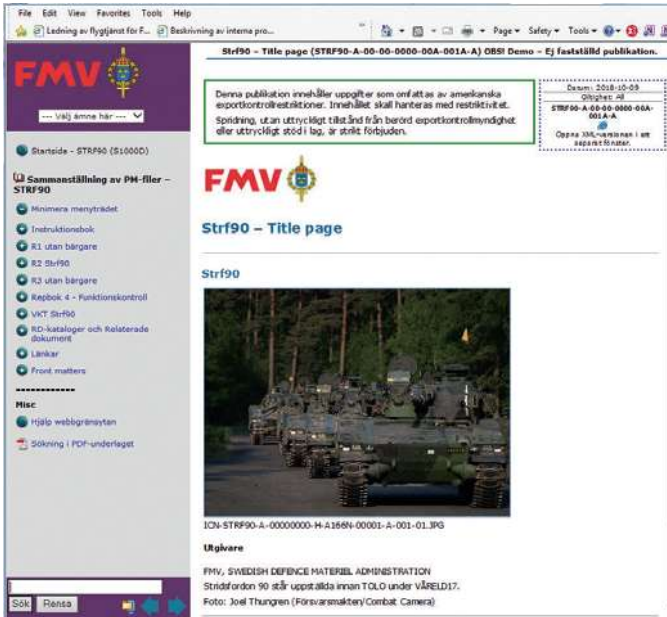 File Edit View Favorites Tools Help
Ledning av flygtjänst för F... Beskrivning av interna pro...
Page Safety Tools
FMV
--- Välj ämne här ---
Startsida - STRF90 (S1000D)
Sammanställning av PM-filer –
STRF90
Minimera menyträdet
Instruktionsbok
R1 utan bärgare
R2 Strf90
R3 utan bärgare
Repbok 4 - Funktionskontroll
VKT Strf90
RD-kataloger och Relaterade
dokument
Länkar
Front matters
------------
Misc
Hjälp webbgränsytan
Sökning i PDF-underlaget
Sök Rensa
Strf90 – Title page (STRF90-A-00-00-0000-00A-001A-A) OBS! Demo – Ej fastställd publikation.
Denna publikation innehåller uppgifter som omfattas av amerikanska
exportkontrollrestriktioner. Innehållet skall hanteras med restriktivitet.
Spridning, utan uttryckligt tillstånd från berörd exportkontrollmyndighet
eller uttryckligt stöd i lag, är strikt förbjuden.
Datum: 2018-10-09
Giltighet: All
STRF90-A-00-00-0000-00A-
001A-A
Öppna XML-versionen i ett
separat fönster.
FMV
Strf90 – Title page
Strf90
ICN-STRF90-A-00000000-H-A166N-00001-A-001-01.JPG
Utgivare
FMV, SWEDISH DEFENCE MATERIEL ADMINISTRATION
Stridsfordon 90 står uppställda innan TOLO under VÅRELD17.
Foto: Joel Thungren (Försvarsmakten/Combat Camera)